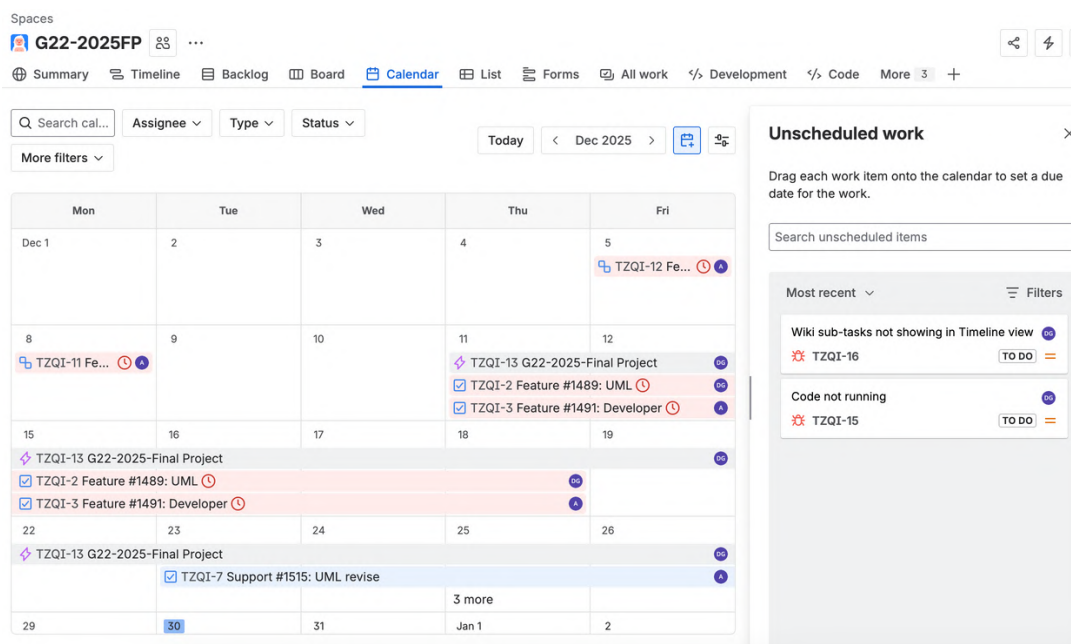 Spaces
G22-2025FP
Summary Timeline Backlog Board Calendar List Forms All work Development Code More 3
Search cal... Assignee Type Status
More filters
Today Dec 2025
Mon Tue Wed Thu Fri
Dec 1 2 3 4 5
TZQI-12 Fe... A
8 9 10 11 12
TZQI-11 Fe... A
TZQI-13 G22-2025-Final Project DG
TZQI-2 Feature #1489: UML DG
TZQI-3 Feature #1491: Developer A
15 16 17 18 19
TZQI-13 G22-2025-Final Project DG
TZQI-2 Feature #1489: UML DG
TZQI-3 Feature #1491: Developer A
22 23 24 25 26
TZQI-13 G22-2025-Final Project DG
TZQI-7 Support #1515: UML revise A
3 more
29 30 31 Jan 1 2
Unscheduled work
Drag each work item onto the calendar to set a due
date for the work.
Search unscheduled items
Most recent Filters
Wiki sub-tasks not showing in Timeline view DG
TZQI-16 TO DO
Code not running DG
TZQI-15 TO DO